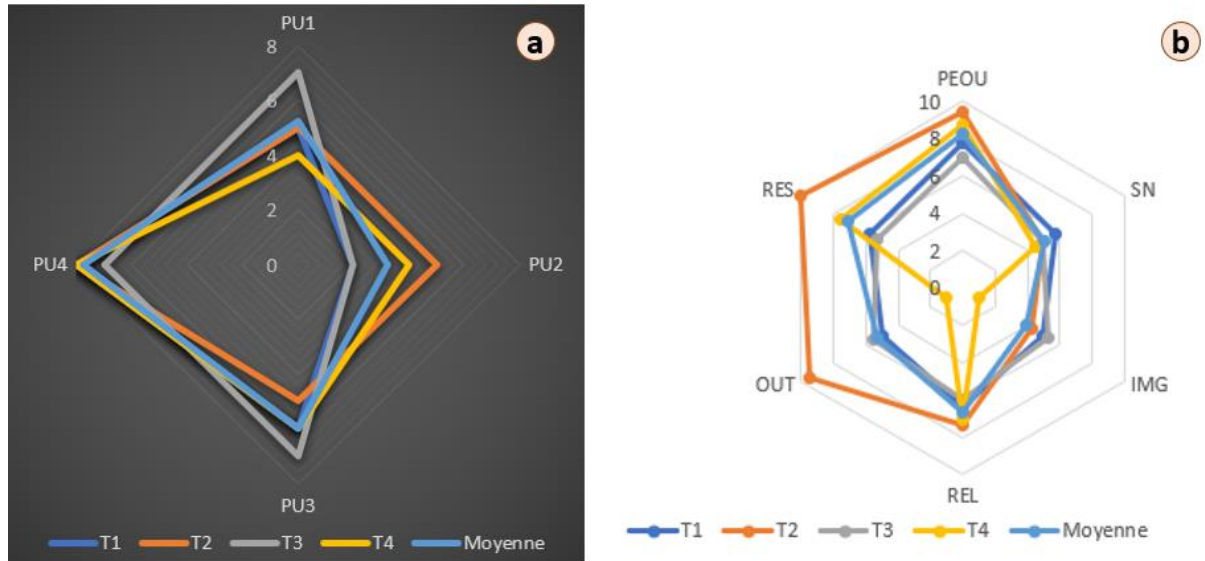 a
PU1
8
6
4
2
0
PU4
PU2
PU3
T1 T2 T3 T4 Moyenne
b
PEOU
10
8
6
4
2
0
RES
SN
OUT
IMG
REL
T1 T2 T3 T4 Moyenne